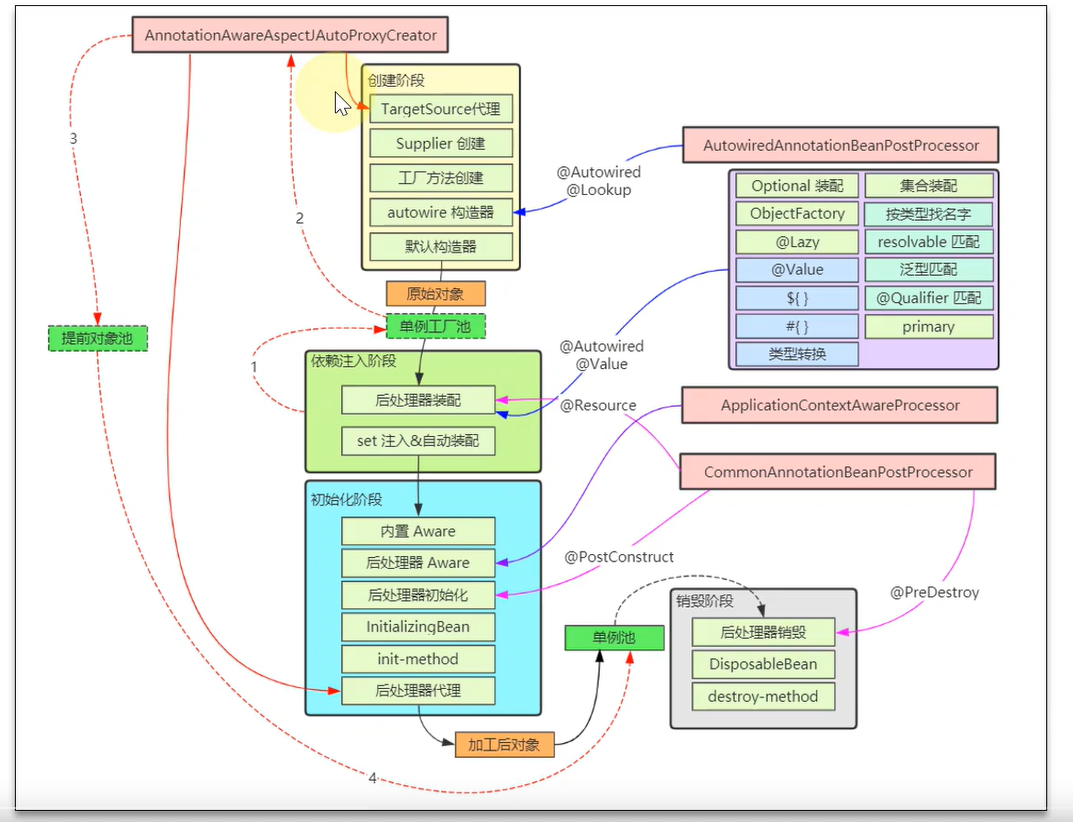 AnnotationAwareAspectJAutoProxyCreator
创建阶段
TargetSource代理
Supplier 创建
工厂方法创建
autowire 构造器
默认构造器
原始对象
单例工厂池
提前对象池
3
2
1
4
依赖注入阶段
后处理器装配
set 注入&自动装配
初始化阶段
内置 Aware
后处理器 Aware
后处理器初始化
InitializingBean
init-method
后处理器代理
加工后对象
单例池
销毁阶段
后处理器销毁
DisposableBean
destroy-method
AutowiredAnnotationBeanPostProcessor
@Autowired
@Lookup
Optional 装配
集合装配
ObjectFactory
按类型找名字
@Lazy
resolvable 匹配
@Value
泛型匹配
${ }
@Qualifier 匹配
#{ }
primary
类型转换
@Autowired
@Value
@Resource
ApplicationContextAwareProcessor
CommonAnnotationBeanPostProcessor
@PostConstruct
@PreDestroy